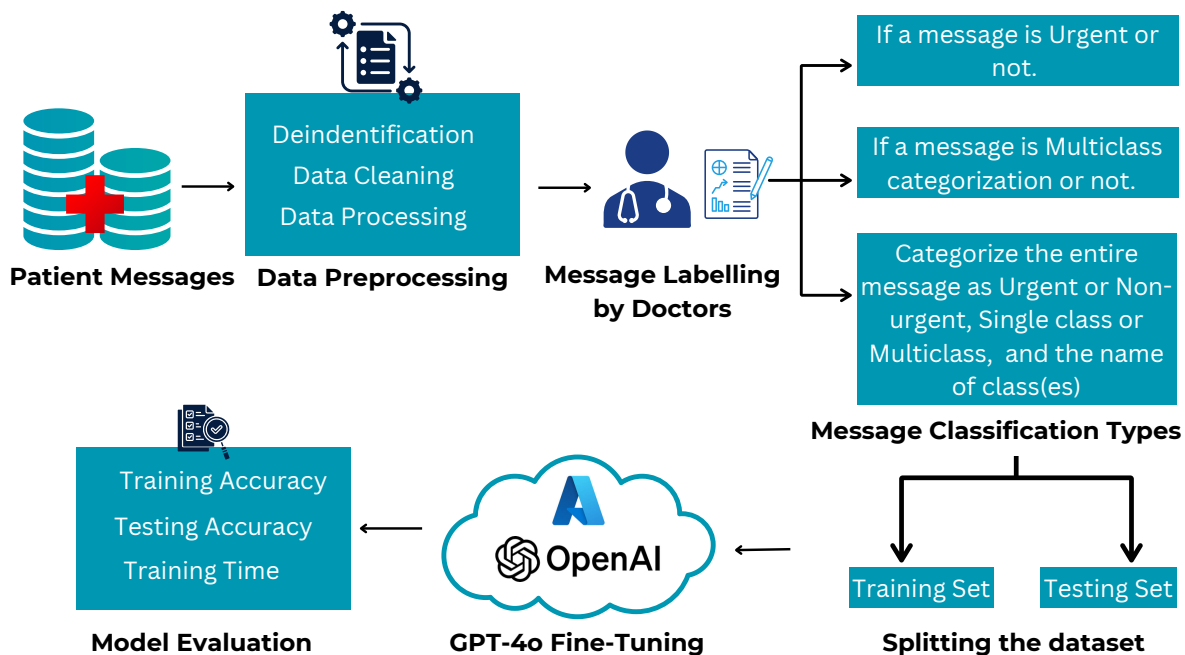 Patient Messages
Deindentification
Data Cleaning
Data Processing
Data Preprocessing
Message Labelling
by Doctors
If a message is Urgent or
not.
If a message is Multiclass
categorization or not.
Categorize the entire
message as Urgent or Non-
urgent, Single class or
Multiclass, and the name
of class(es)
Message Classification Types
Training Set
Testing Set
Splitting the dataset
OpenAI
GPT-4o Fine-Tuning
Training Accuracy
Testing Accuracy
Training Time
Model Evaluation